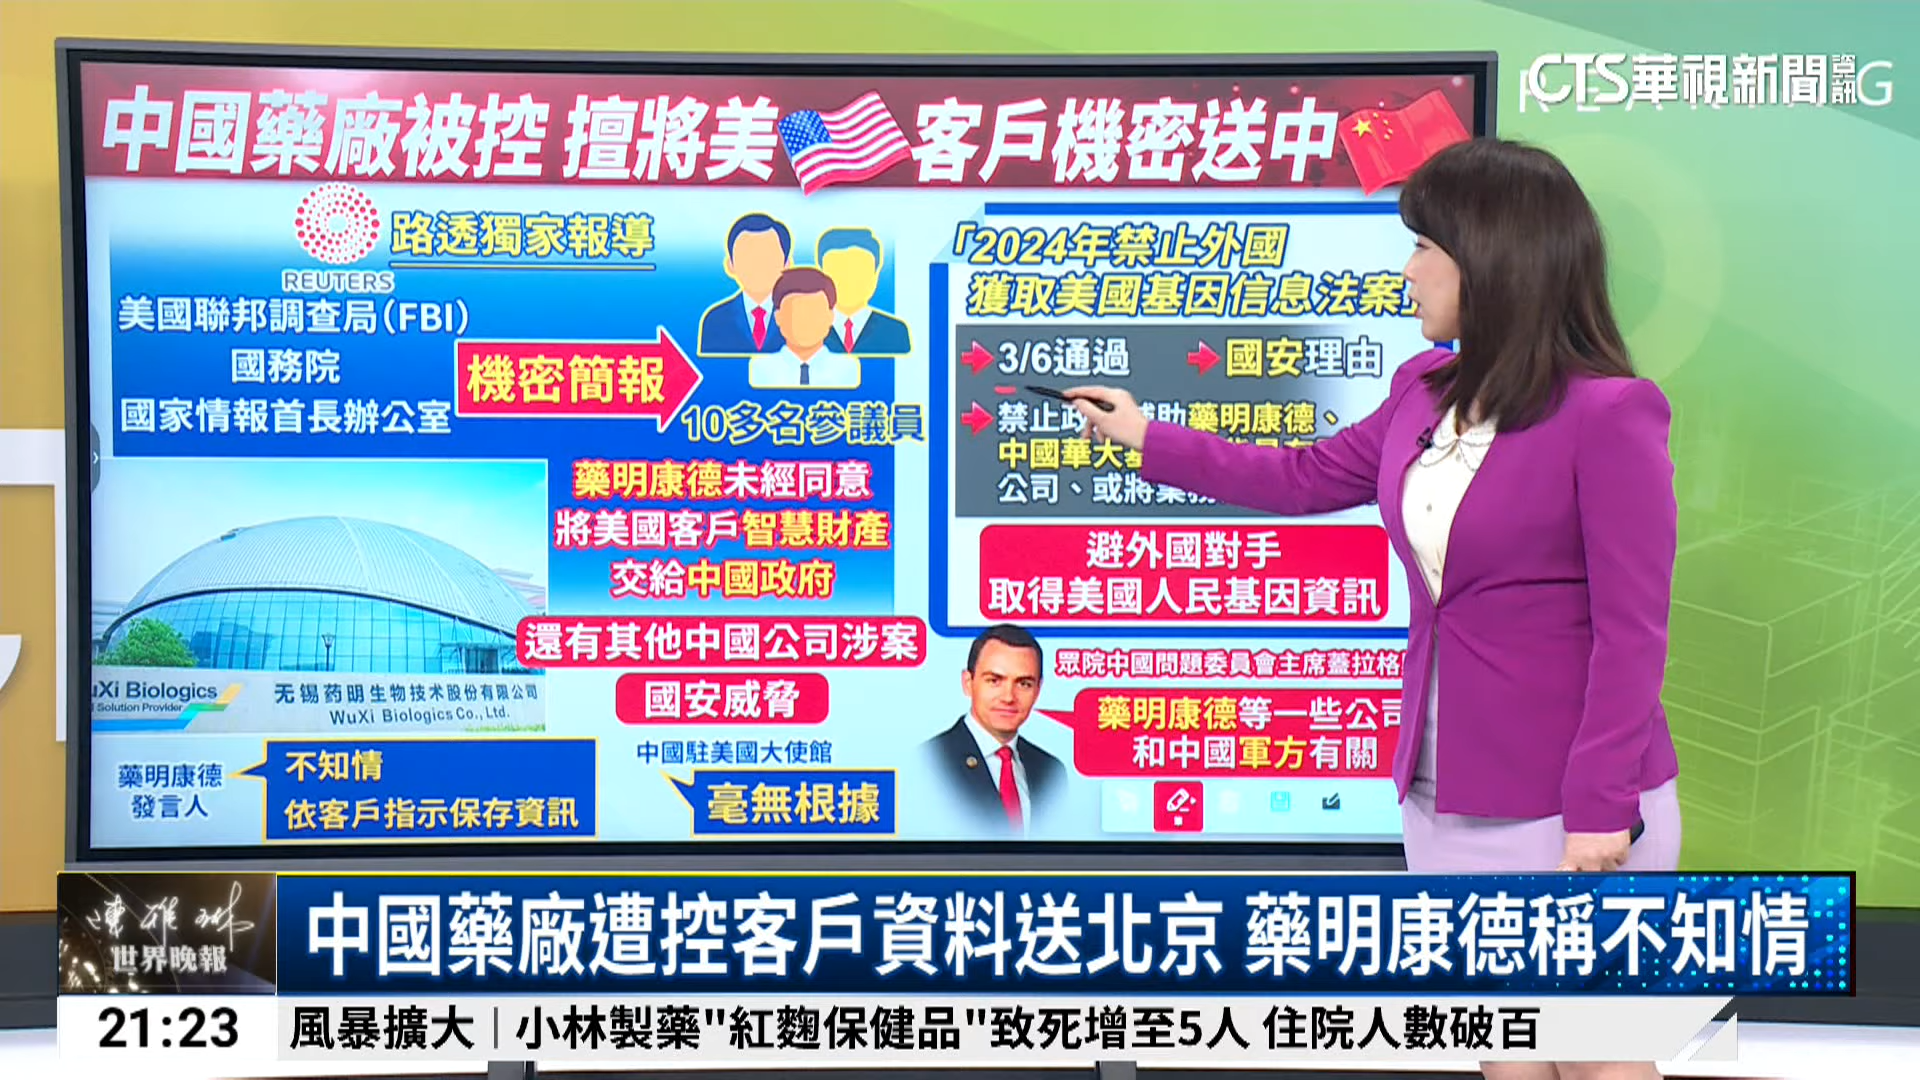 CTS華視新聞資訊
中國藥廠被控 擅將美客戶機密送中
REUTERS
路透獨家報導
美國聯邦調查局(FBI)
國務院
國家情報首長辦公室
機密簡報
10多名參議員
藥明康德未經同意
將美國客戶智慧財產
交給中國政府
還有其他中國公司涉案
國安威脅
uXi Biologics
Solution Provider
无锡药明生物技术股份有限公司
WuXi Biologics Co., Ltd.
藥明康德
發言人
不知情
依客戶指示保存資訊
中國駐美國大使館
毫無根據
「2024年禁止外國
獲取美國基因信息法案」
3/6通過
國安理由
禁止政
助藥明康德、
中國華大
公司、或將業務
避外國對手
取得美國人民基因資訊
眾院中國問題委員會主席蓋拉格
藥明康德等一些公司
和中國軍方有關
陳雅琳
世界晚報
中國藥廠遭控客戶資料送北京 藥明康德稱不知情
21:23
風暴擴大|小林製藥"紅麴保健品"致死增至5人 住院人數破百